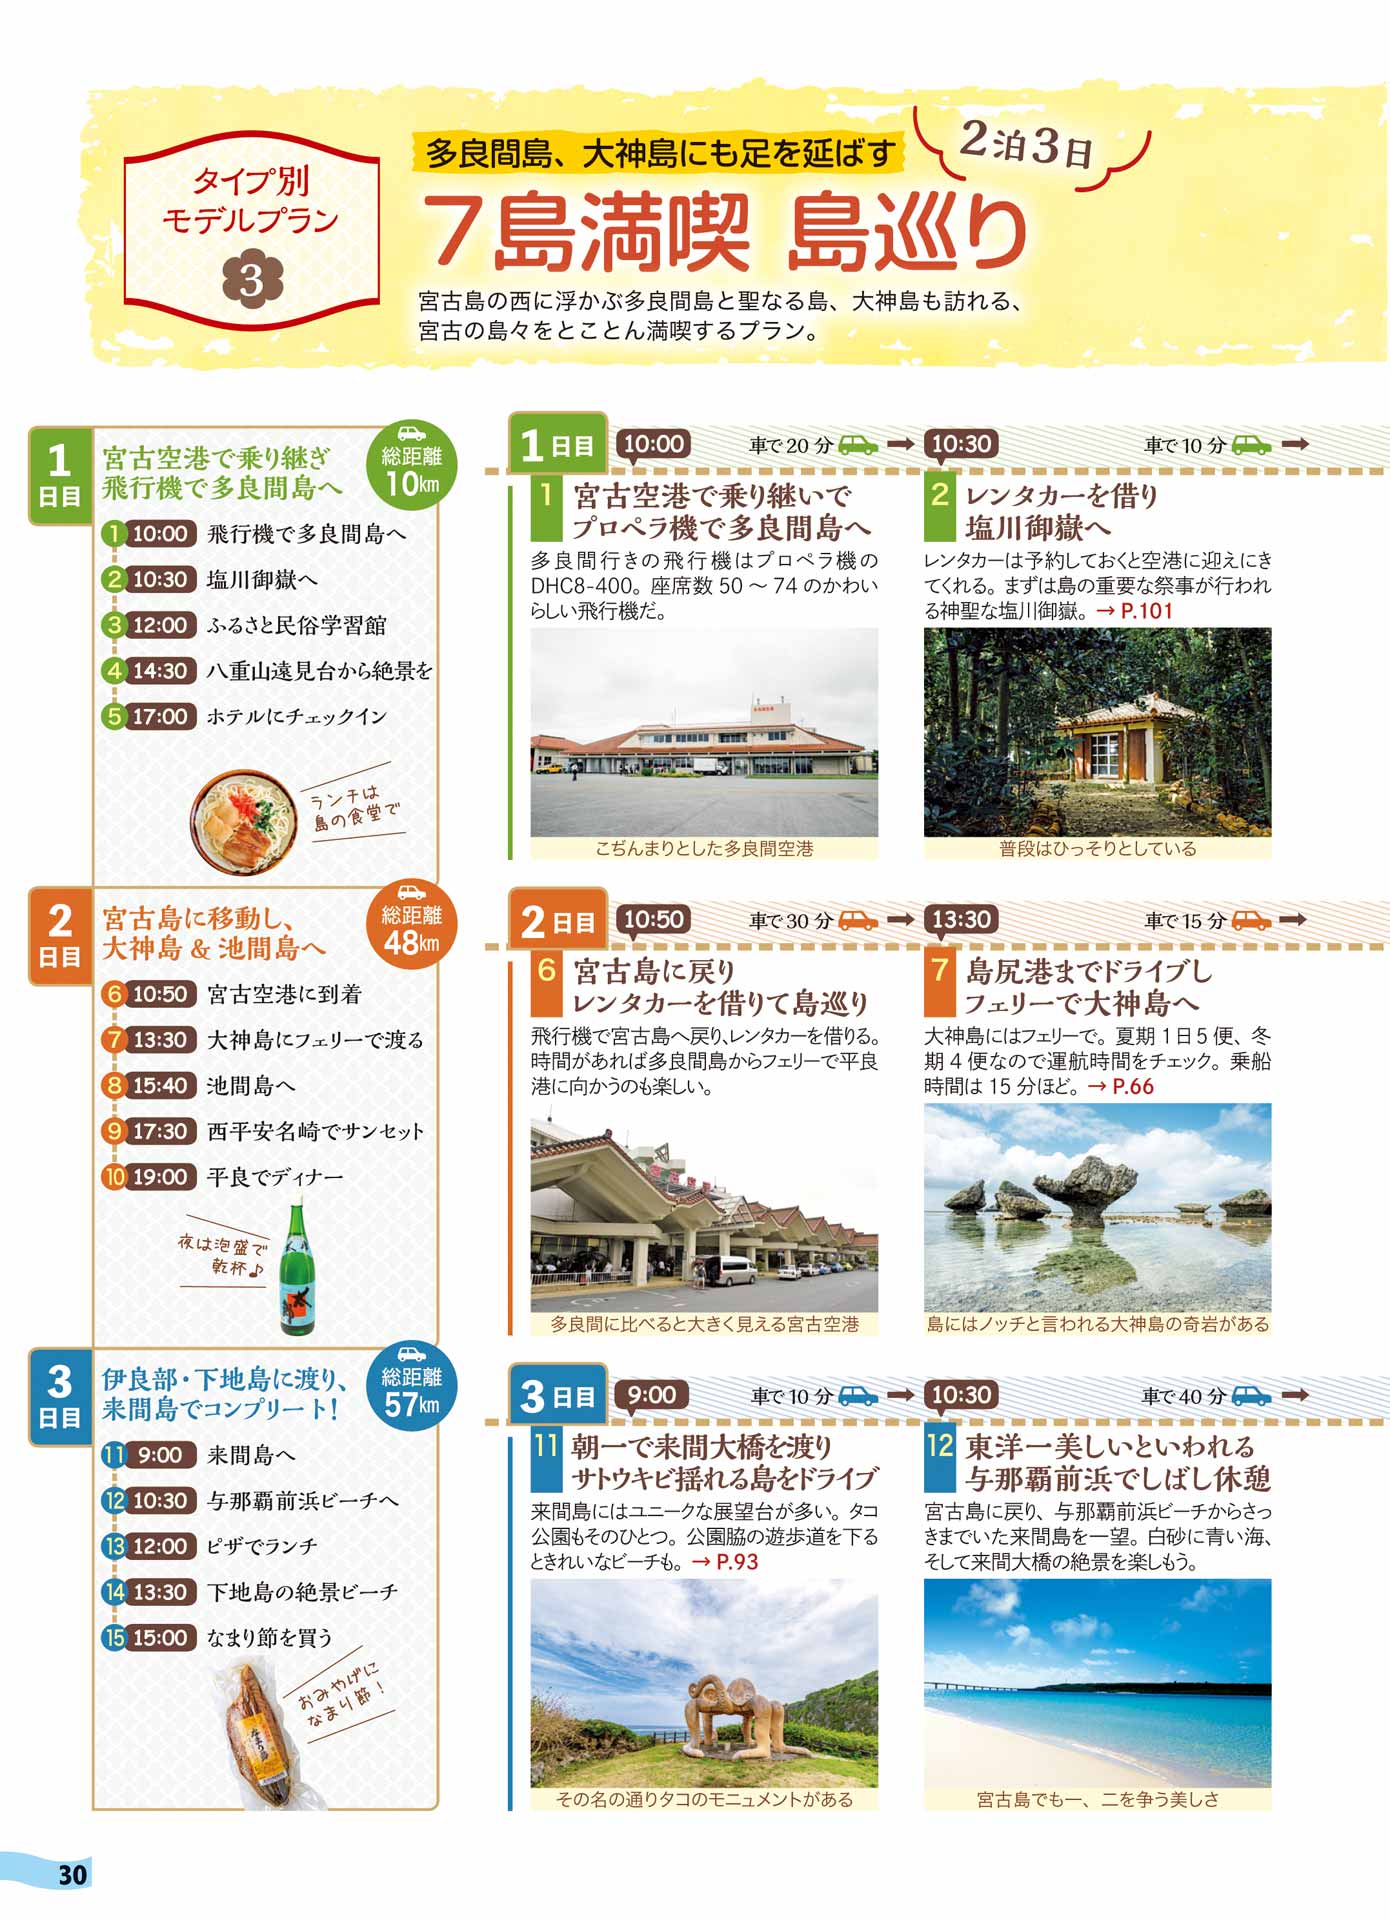 タイプ別
モデルプラン
3
多良間島、大神島にも足を延ばす
2泊3日
7島満喫 島巡り
宮古島の西に浮かぶ多良間島と聖なる島、大神島も訪れる、
宮古の島々をとことん満喫するプラン。
1
日目
宮古空港で乗り継ぎ
飛行機で多良間島へ
総距離
10km
1 10:00 飛行機で多良間島へ
2 10:30 塩川御嶽へ
3 12:00 ふるさと民俗学習館
4 14:30 八重山遠見台から絶景を
5 17:00 ホテルにチェックイン
ランチは
島の食堂で
2
日目
宮古島に移動し、
大神島 & 池間島へ
総距離
48km
6 10:50 宮古空港に到着
7 13:30 大神島にフェリーで渡る
8 15:40 池間島へ
9 17:30 西平安名崎でサンセット
10 19:00 平良でディナー
夜は泡盛で
乾杯♪
3
日目
伊良部・下地島に渡り、
来間島でコンプリート!
総距離
57km
11 9:00 来間島へ
12 10:30 与那覇前浜ビーチへ
13 12:00 ピザでランチ
14 13:30 下地島の絶景ビーチ
15 15:00 なまり節を買う
おみやげに
なまり節!
なまり節
1日目 10:00 車で20分 → 10:30 車で10分 →
1 宮古空港で乗り継いで
プロペラ機で多良間島へ
多良間行きの飛行機はプロペラ機の
DHC8-400。座席数50〜74のかわい
らしい飛行機だ。
こぢんまりとした多良間空港
2 レンタカーを借り
塩川御嶽へ
レンタカーは予約しておくと空港に迎えにき
てくれる。まずは島の重要な祭事が行われ
る神聖な塩川御嶽。→ P.101
普段はひっそりとしている
2日目 10:50 車で30分 → 13:30 車で15分 →
6 宮古島に戻り
レンタカーを借りて島巡り
飛行機で宮古島へ戻り、レンタカーを借りる。
時間があれば多良間島からフェリーで平良
港に向かうのも楽しい。
多良間に比べると大きく見える宮古空港
7 島尻港までドライブし
フェリーで大神島へ
大神島にはフェリーで。夏期1日5便、冬
期4便なので運航時間をチェック。乗船
時間は15分ほど。→ P.66
島にはノッチと言われる大神島の奇岩がある
3日目 9:00 車で10分 → 10:30 車で40分 →
11 朝一で来間大橋を渡り
サトウキビ揺れる島をドライブ
来間島にはユニークな展望台が多い。タコ
公園もそのひとつ。公園脇の遊歩道を下る
ときれいなビーチも。→ P.93
その名の通りタコのモニュメントがある
12 東洋一美しいといわれる
与那覇前浜でしばし休憩
宮古島に戻り、与那覇前浜ビーチからさっ
きまでいた来間島を一望。白砂に青い海、
そして来間大橋の絶景を楽しもう。
宮古島でも一、二を争う美しさ
30